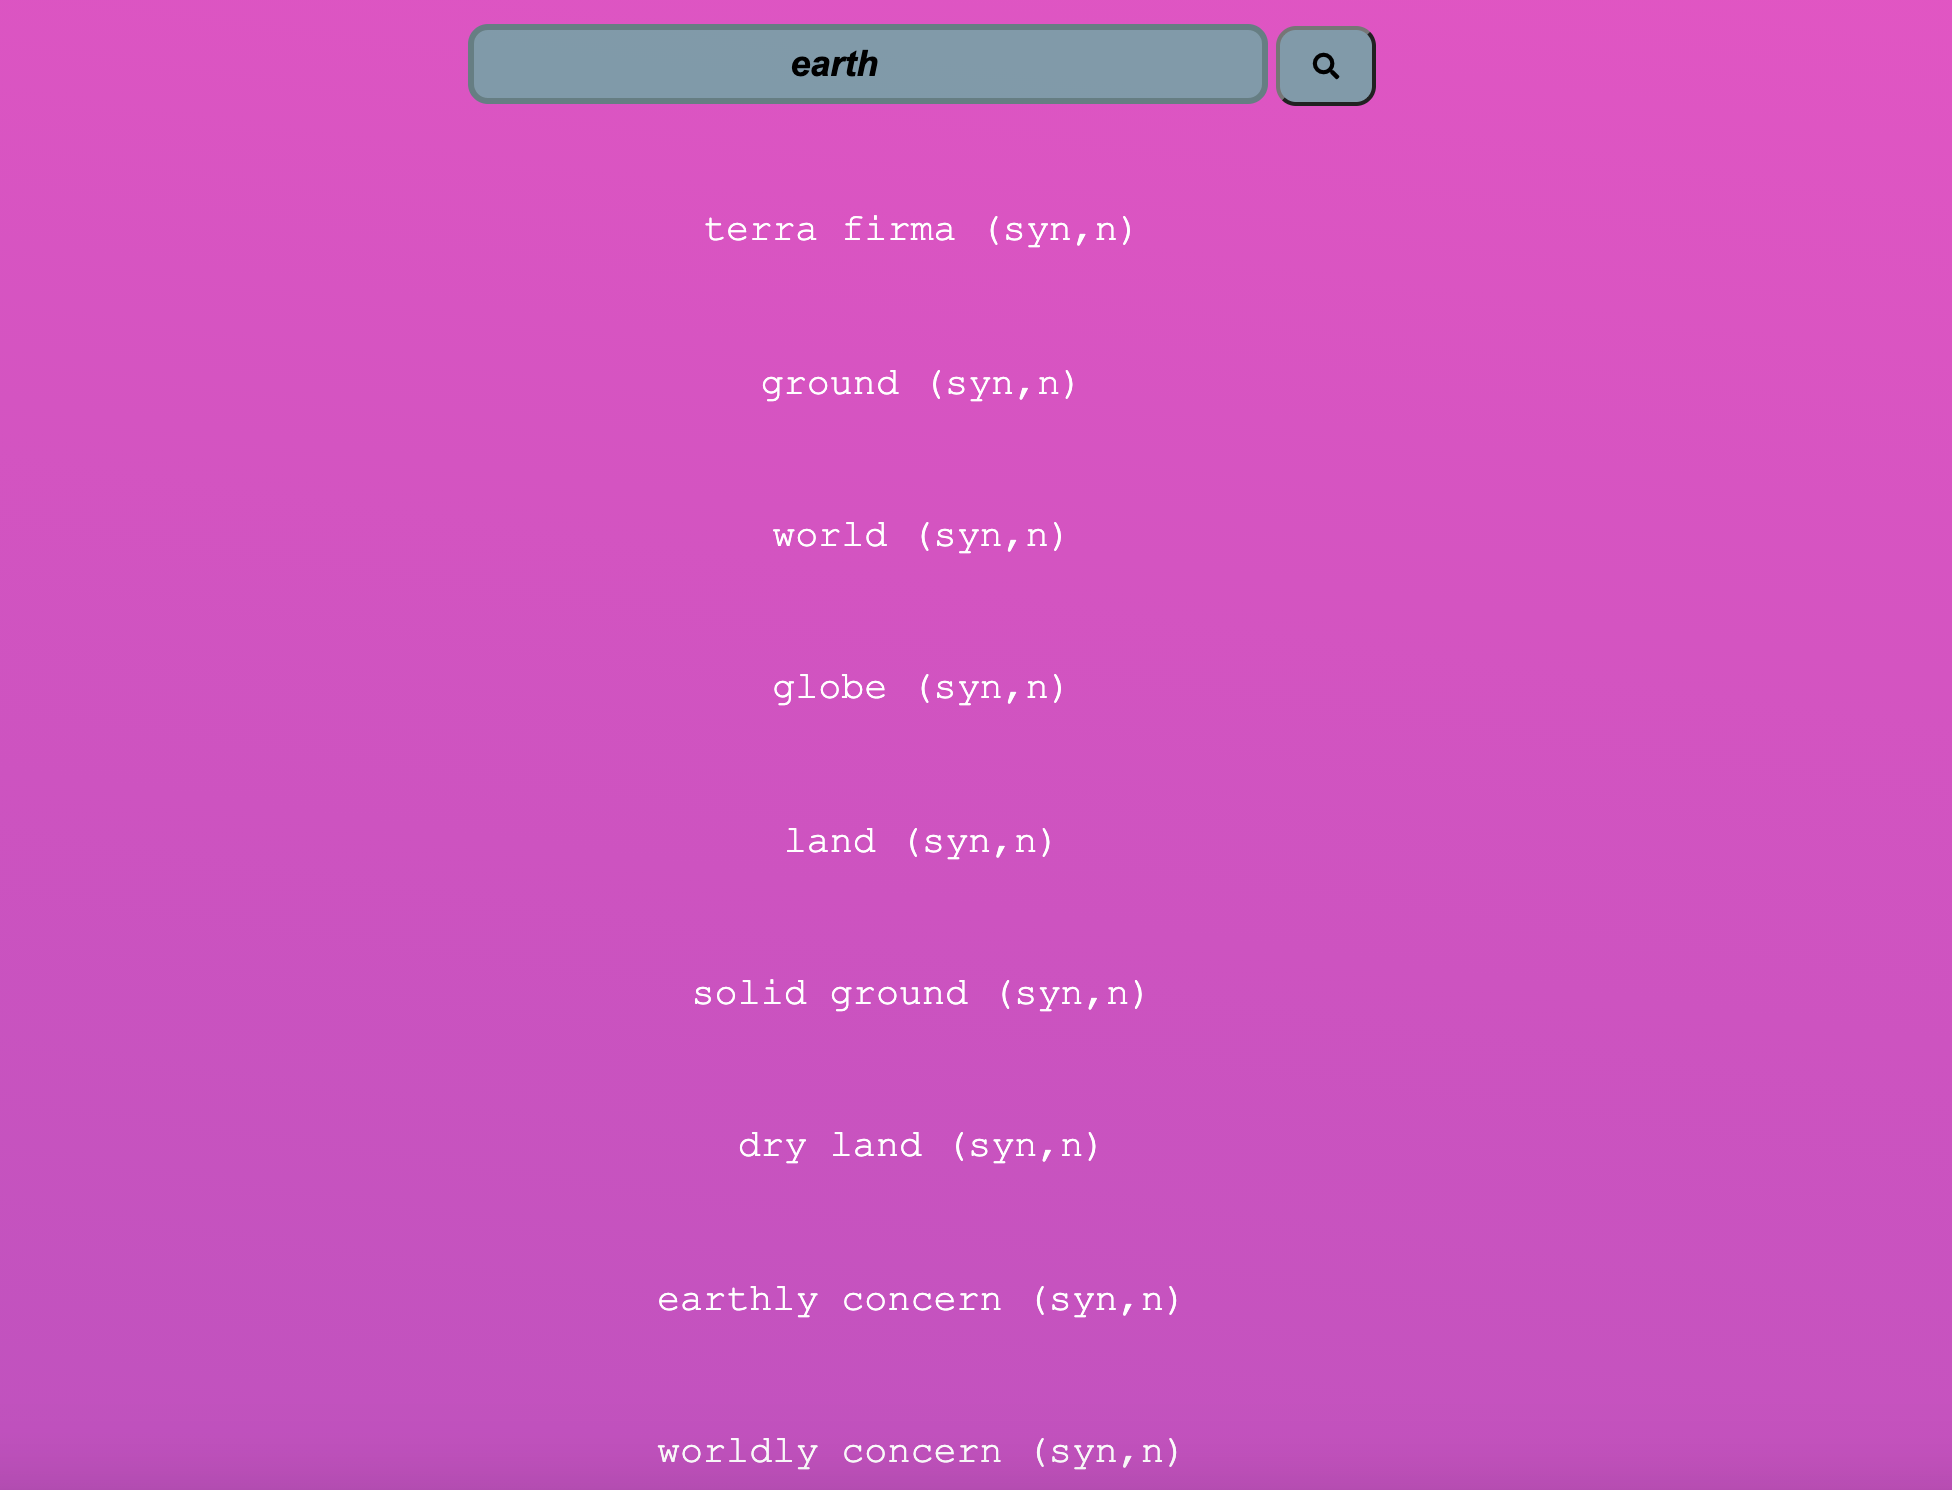 earth
terra firma (syn,n)
ground (syn,n)
world (syn,n)
globe (syn,n)
land (syn,n)
solid ground (syn,n)
dry land (syn,n)
earthly concern (syn,n)
worldly concern (syn,n)